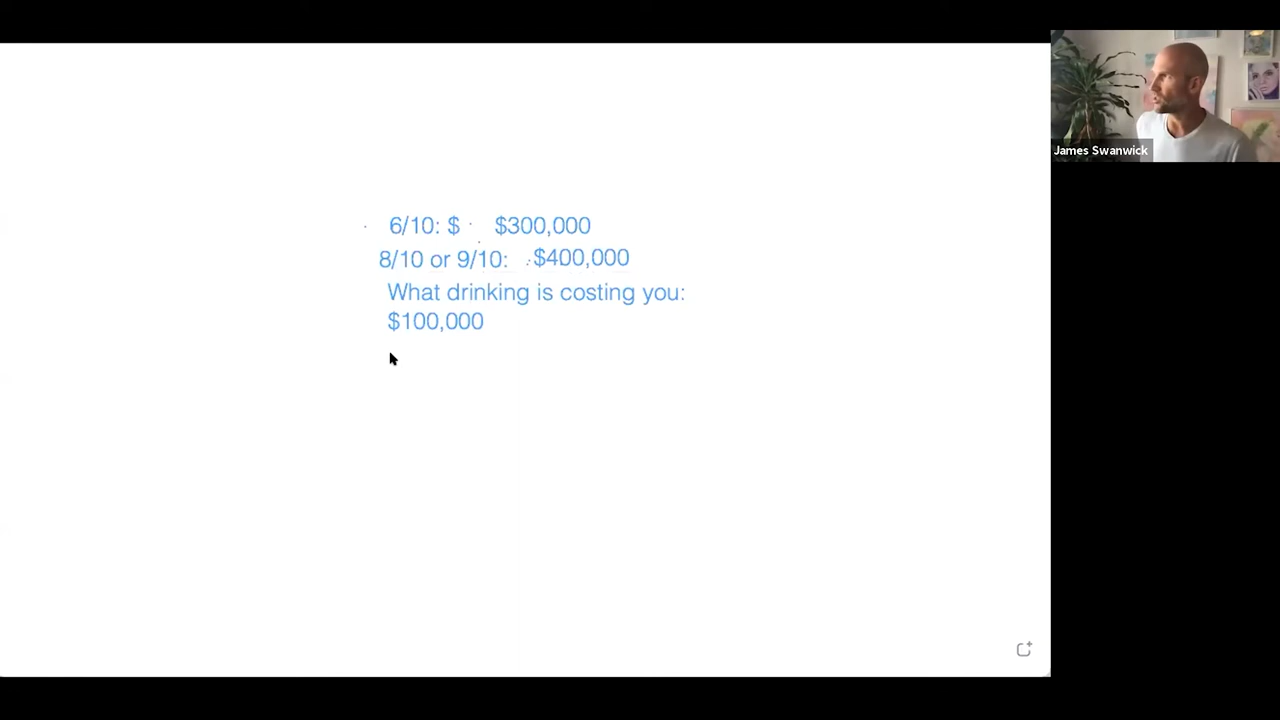 James Swanwick
6/10: $ $300,000
8/10 or 9/10: $400,000
What drinking is costing you:
$100,000